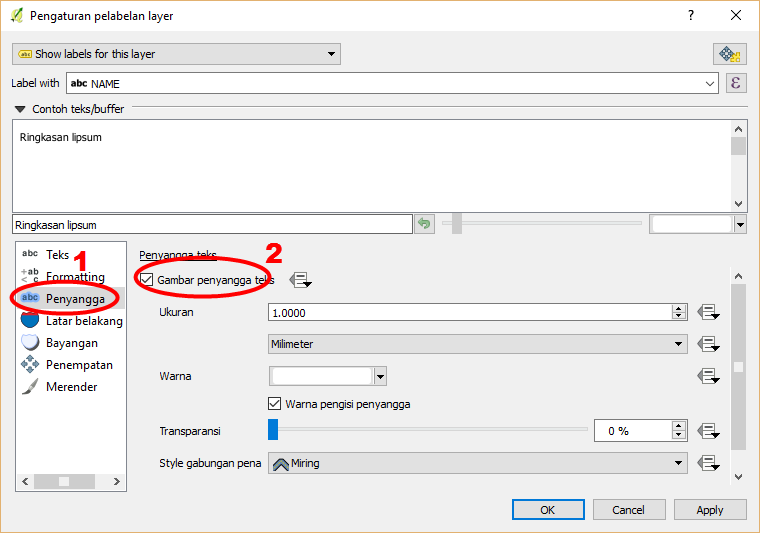 Pengaturan pelabelan layer
Show labels for this layer
Label with abc NAME ε
Contoh teks/buffer
Ringkasan lipsum
Ringkasan lipsum
abc Teks
+ab < c Formatting
abc Penyangga
Latar belakang
Bayangan
Penempatan
Merender
1
2
Penyangga teks
Gambar penyangga teks
Ukuran 1.0000
Milimeter
Warna
Warna pengisi penyangga
Transparansi 0 %
Style gabungan pena Miring
OK Cancel Apply